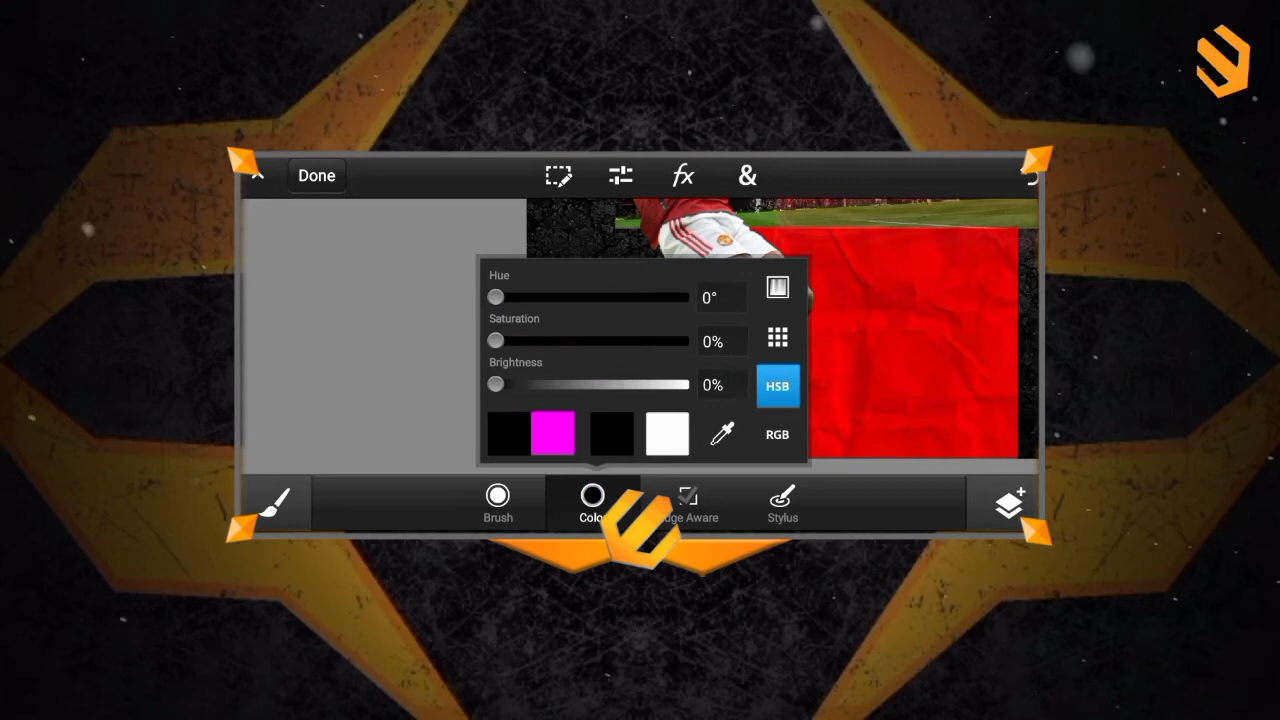 Done
fx
&
Hue
0°
Saturation
0%
Brightness
0%
HSB
RGB
Brush
Stylus